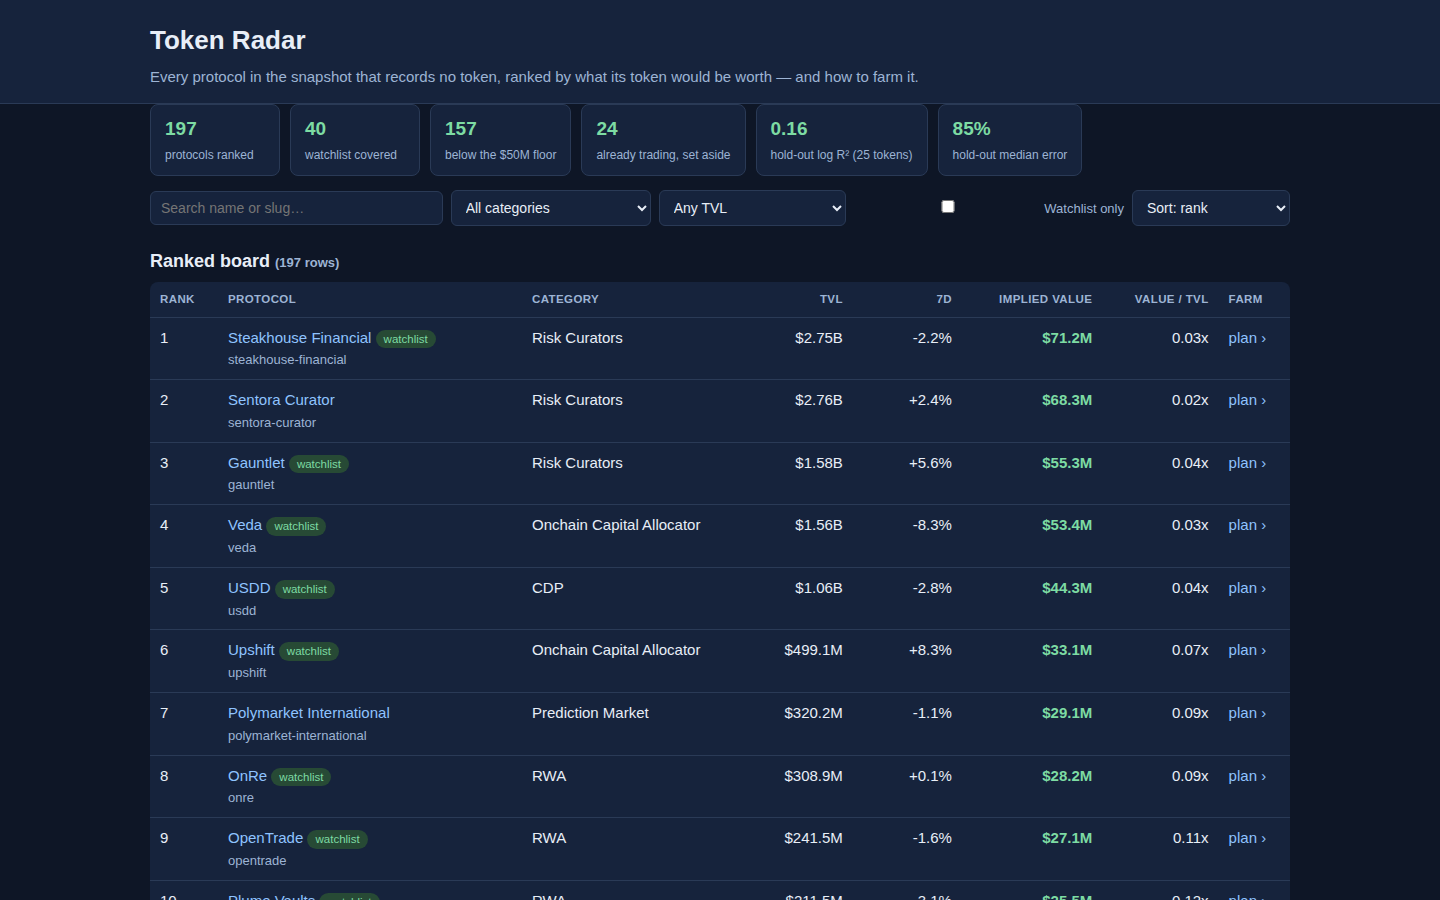 Token Radar
Every protocol in the snapshot that records no token, ranked by what its token would be worth — and how to farm it.
197 40 157 24 0.16 85%
protocols ranked watchlist covered below the $50M floor already trading, set aside hold-out log R² (25 tokens) hold-out median error
Search name or slug… All categories Any TVL Watchlist only Sort: rank
Ranked board (197 rows)
RANK PROTOCOL CATEGORY TVL 7D IMPLIED VALUE VALUE / TVL FARM
1 Steakhouse Financial watchlist Risk Curators $2.75B -2.2% $71.2M 0.03x plan ›
steakhouse-financial
2 Sentora Curator Risk Curators $2.76B +2.4% $68.3M 0.02x plan ›
sentora-curator
3 Gauntlet watchlist Risk Curators $1.58B +5.6% $55.3M 0.04x plan ›
gauntlet
4 Veda watchlist Onchain Capital Allocator $1.56B -8.3% $53.4M 0.03x plan ›
veda
5 USDD watchlist CDP $1.06B -2.8% $44.3M 0.04x plan ›
usdd
6 Upshift watchlist Onchain Capital Allocator $499.1M +8.3% $33.1M 0.07x plan ›
upshift
7 Polymarket International Prediction Market $320.2M -1.1% $29.1M 0.09x plan ›
polymarket-international
8 OnRe watchlist RWA $308.9M +0.1% $28.2M 0.09x plan ›
onre
9 OpenTrade watchlist RWA $241.5M -1.6% $27.1M 0.11x plan ›
opentrade